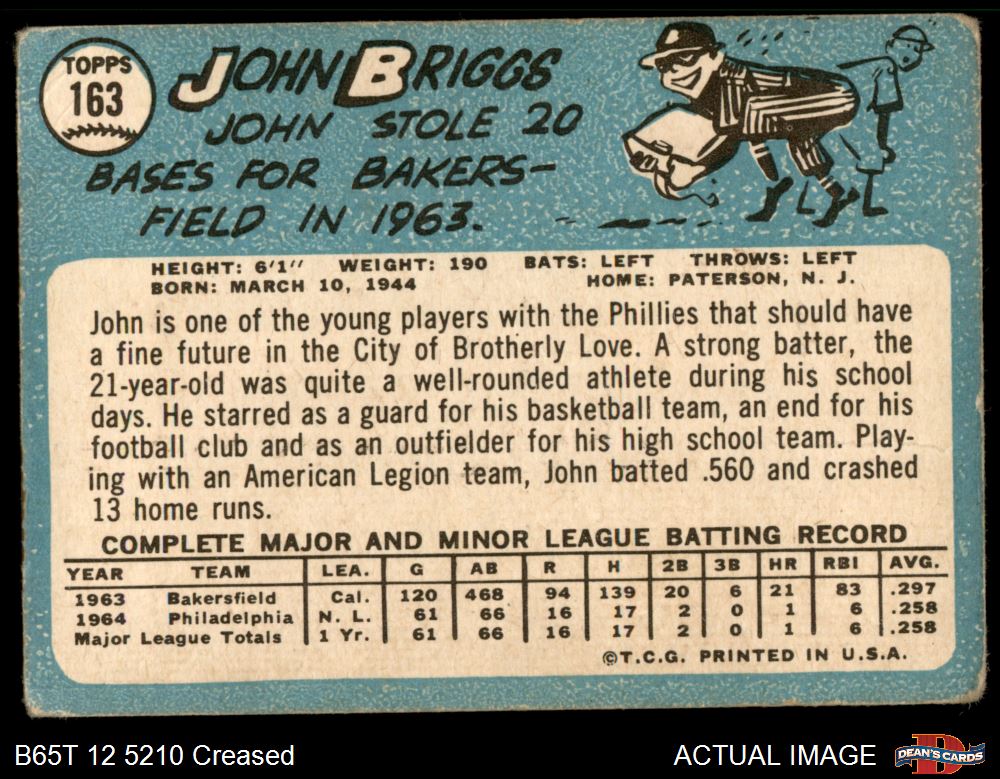 TOPPS
163
JOHN BRIGGS
JOHN STOLE 20
BASES FOR BAKERS-
FIELD IN 1963.
HEIGHT: 6'1" WEIGHT: 190 BATS: LEFT THROWS: LEFT
BORN: MARCH 10, 1944 HOME: PATERSON, N. J.
John is one of the young players with the Phillies that should have
a fine future in the City of Brotherly Love. A strong batter, the
21-year-old was quite a well-rounded athlete during his school
days. He starred as a guard for his basketball team, an end for his
football club and as an outfielder for his high school team. Play-
ing with an American Legion team, John batted .560 and crashed
13 home runs.
COMPLETE MAJOR AND MINOR LEAGUE BATTING RECORD
YEAR TEAM LEA. G AB R H 2B 3B HR RBI AVG.
1963 Bakersfield Cal. 120 468 94 139 20 6 21 83 .297
1964 Philadelphia N. L. 61 66 16 17 2 0 1 6 .258
Major League Totals 1 Yr. 61 66 16 17 2 0 1 6 .258
©T.C.G. PRINTED IN U.S.A.
B65T 12 5210 Creased ACTUAL IMAGE DEAN'S CARDS